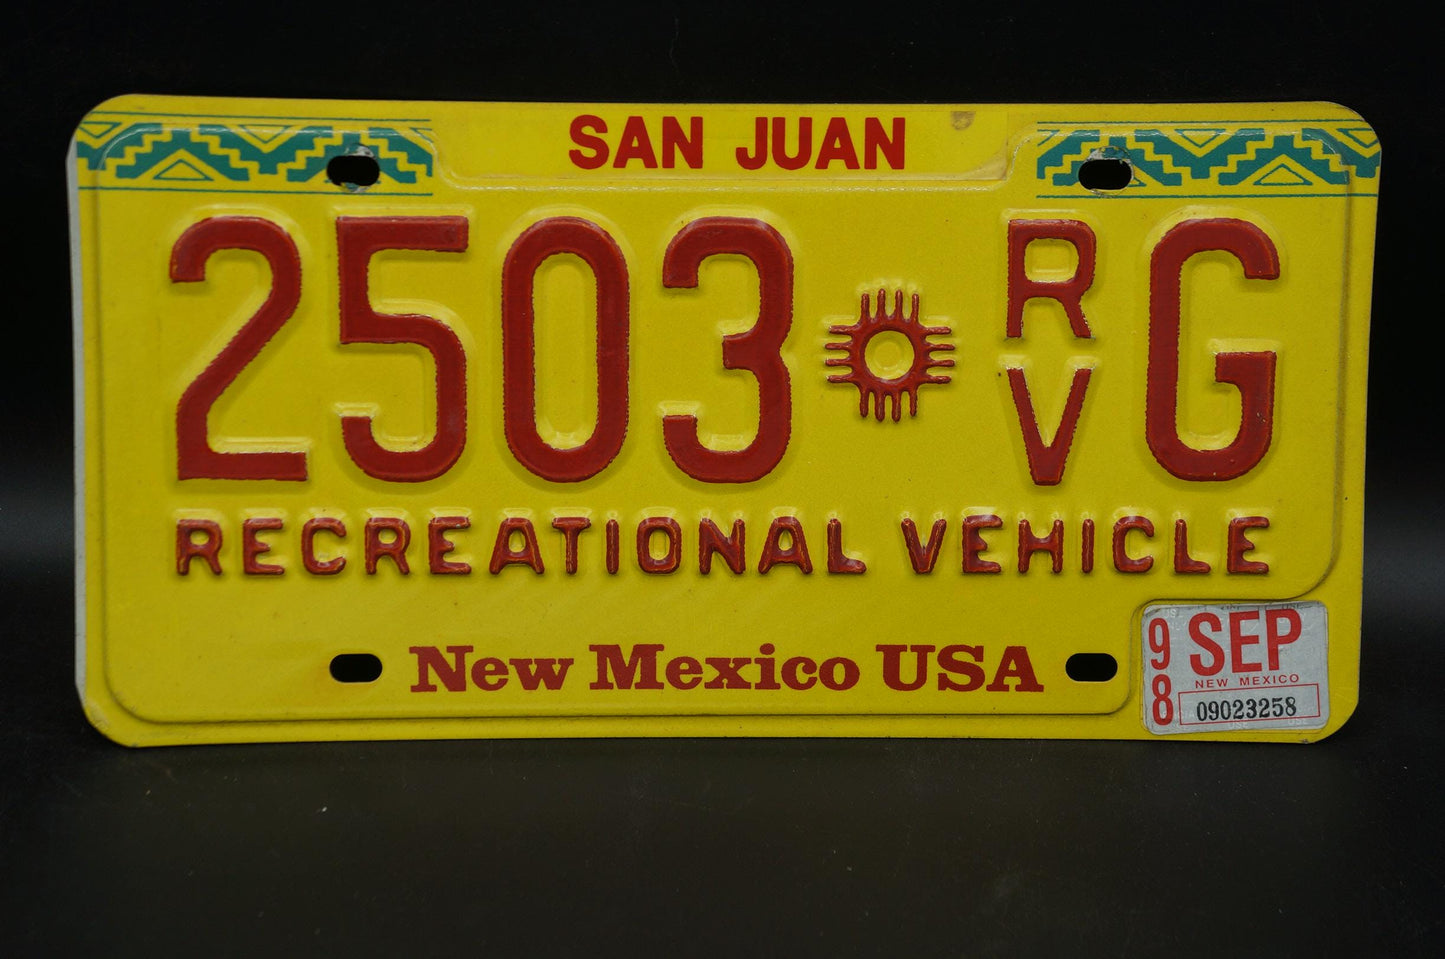 SAN JUAN
2503 RV G
RECREATIONAL VEHICLE
New Mexico USA
98 SEP
NEW MEXICO
09023258